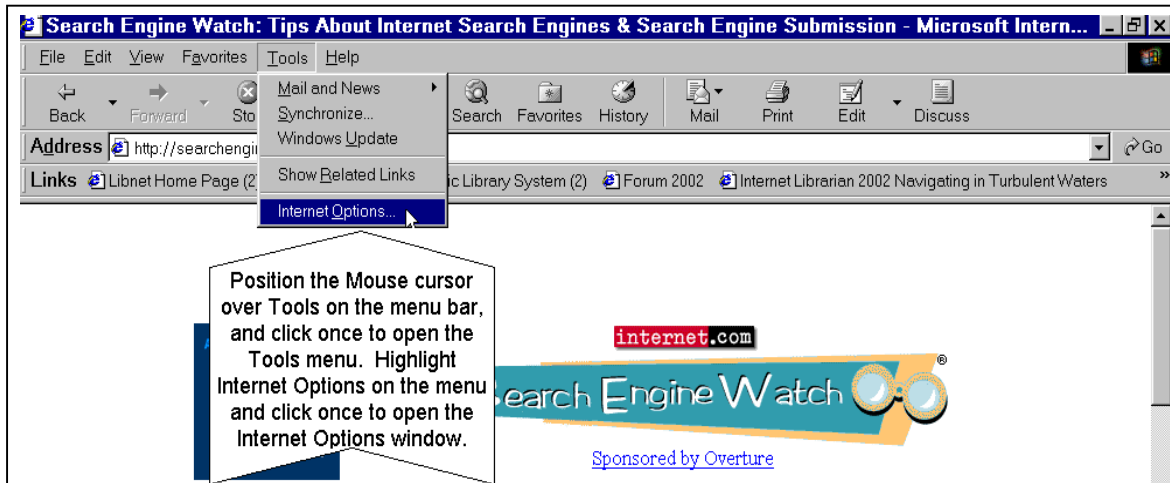 Search Engine Watch: Tips About Internet Search Engines & Search Engine Submission - Microsoft Intern...
File Edit View Favorites Tools Help
Back Forward Sto Search Favorites History Mail Print Edit Discuss
Mail and News
Synchronize...
Windows Update
Show Related Links
Internet Options...
Address http://searchengi Go
Links Libnet Home Page (2 ic Library System (2) Forum 2002 Internet Librarian 2002 Navigating in Turbulent Waters »
Position the Mouse cursor
over Tools on the menu bar,
and click once to open the
Tools menu. Highlight
Internet Options on the menu
and click once to open the
Internet Options window.
internet.com
Search Engine Watch ®
Sponsored by Overture